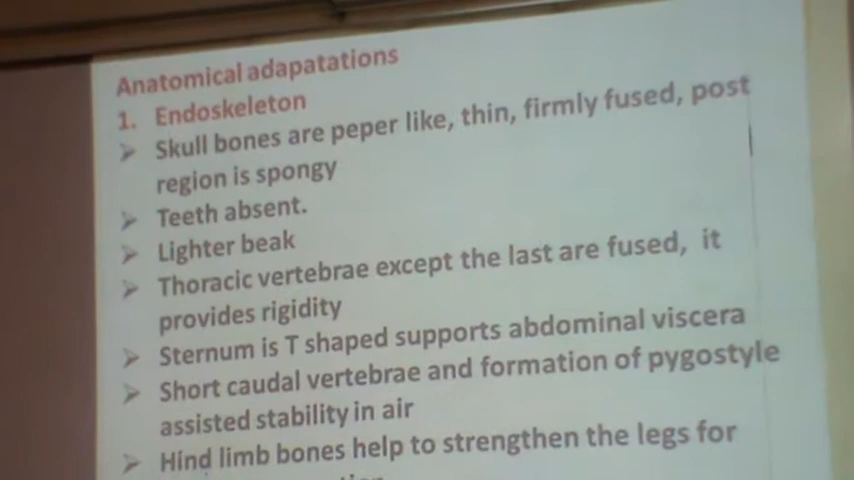 Anatomical adapatations
1. Endoskeleton
➢ Skull bones are peper like, thin, firmly fused, post
region is spongy
➢ Teeth absent.
➢ Lighter beak
➢ Thoracic vertebrae except the last are fused, it
provides rigidity
➢ Sternum is T shaped supports abdominal viscera
➢ Short caudal vertebrae and formation of pygostyle
assisted stability in air
➢ Hind limb bones help to strengthen the legs for